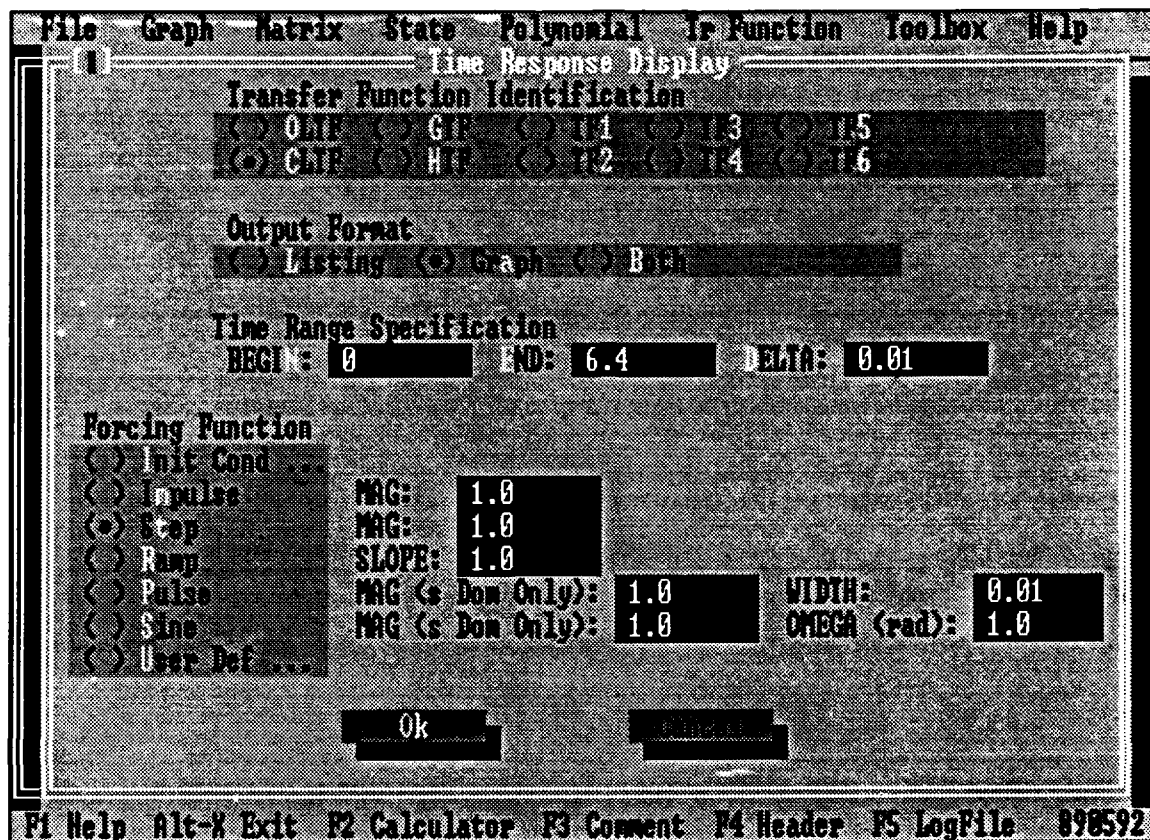 File Graph Matrix State Polynomial Tr Function Toolbox Help
Time Response Display
Transfer Function Identification
( ) OLTF ( ) GTF ( ) TF1 ( ) TF3 ( ) TF5
(•) CLTF ( ) HTF ( ) TF2 ( ) TF4 ( ) TF6
Output Format
( ) Listing (•) Graph ( ) Both
Time Range Specification
BEGIN: 0 END: 6.4 DELTA: 0.01
Forcing Function
( ) Init Cond ...
( ) Impulse MAG: 1.0
(•) Step MAG: 1.0
( ) Ramp SLOPE: 1.0
( ) Pulse MAG (s Dom Only): 1.0 WIDTH: 0.01
( ) Sine MAG (s Dom Only): 1.0 OMEGA (rad): 1.0
( ) User Def ...
Ok Cancel
F1 Help Alt-X Exit F2 Calculator F3 Comment F4 Header F5 LogFile